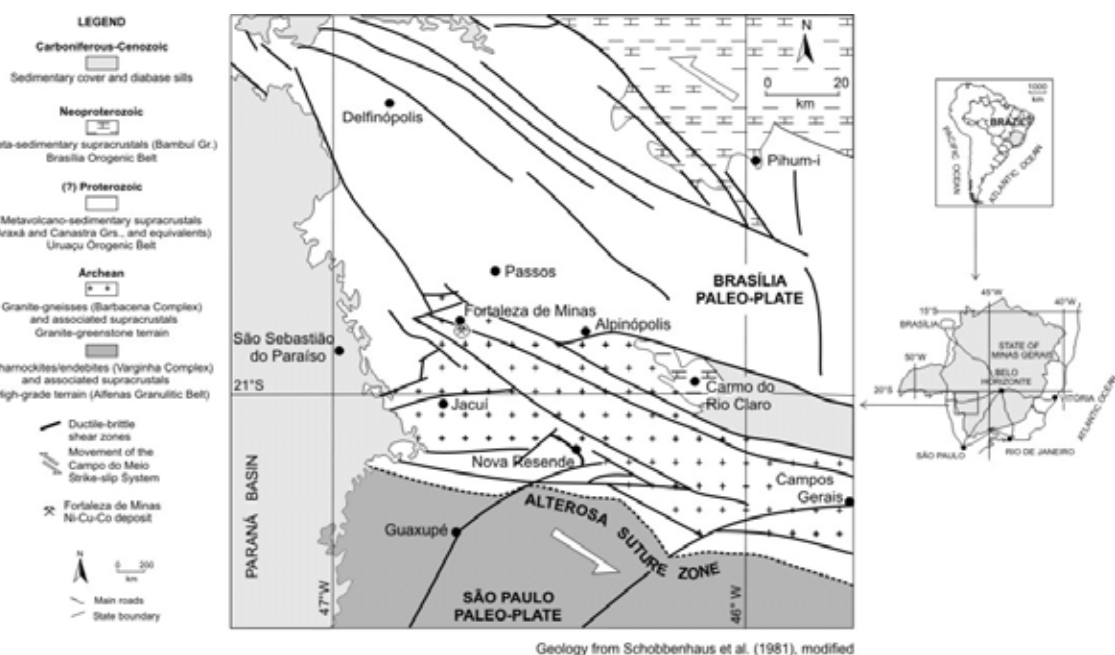 LEGEND
Carboniferous-Cenozoic
Sedimentary cover and diabase sills
Neoproterozoic
eta-sedimentary supracrustals (Bambuí Gr.)
Brasília Orogenic Belt
(?) Proterozoic
Metavolcano-sedimentary supracrustals
Araxá and Canastra Grs., and equivalents)
Uruaçu Orogenic Belt
Archean
Granite-gneisses (Barbacena Complex)
and associated supracrustals
Granite-greenstone terrain
harnockites/endebites (Varginha Complex)
and associated supracrustals
High-grade terrain (Alfenas Granulitic Belt)
Ductile-brittle
shear zones
Movement of the
Campo do Meio
Strike-slip System
Fortaleza de Minas
Ni-Cu-Co deposit
N
0 200
km
Main roads
State boundary
N
0 20
km
Delfinópolis
Pihum-i
Passos
BRASÍLIA
PALEO-PLATE
Fortaleza de Minas
Alpinópolis
São Sebastião
do Paraíso
21°S
Carmo do
Rio Claro
Jacuí
Nova Resende
Campos
Gerais
PARANÁ BASIN
Guaxupé
ALTEROSA SUTURE ZONE
47°W
46° W
SÃO PAULO
PALEO-PLATE
Geology from Schobbenhaus et al. (1981), modified
1000
km
BRAZIL
PACIFIC OCEAN
ATLANTIC OCEAN
45°W
40°W
15°S
BRASÍLIA
STATE OF
MINAS GERAIS
50°W
BELO
HORIZONTE
20°S
VITORIA
ATLANTIC OCEAN
SÃO PAULO
RIO DE JANEIRO